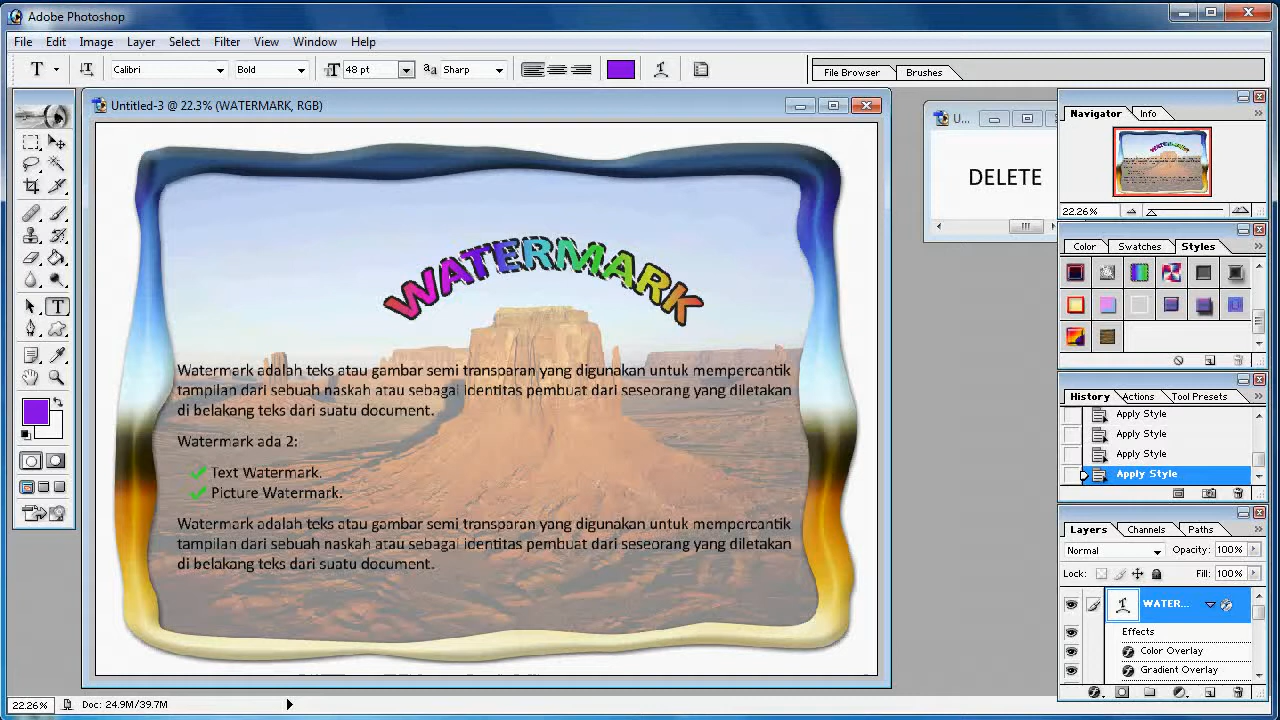 Adobe Photoshop
File Edit Image Layer Select Filter View Window Help
T Calibri Bold 48 pt Sharp File Browser Brushes
Untitled-3 @ 22.3% (WATERMARK, RGB)
U...
DELETE
WATERMARK
Watermark adalah teks atau gambar semi transparan yang digunakan untuk mempercantik
tampilan dari sebuah naskah atau sebagai identitas pembuat dari seseorang yang diletakan
di belakang teks dari suatu document.
Watermark ada 2:
Text Watermark.
Picture Watermark.
Watermark adalah teks atau gambar semi transparan yang digunakan untuk mempercantik
tampilan dari sebuah naskah atau sebagai identitas pembuat dari seseorang yang diletakan
di belakang teks dari suatu document.
Navigator Info
22.26%
Color Swatches Styles
History Actions Tool Presets
Apply Style
Apply Style
Apply Style
Apply Style
Layers Channels Paths
Normal Opacity: 100%
Lock: Fill: 100%
WATER...
Effects
Color Overlay
Gradient Overlay
22.26% Doc: 24.9M/39.7M